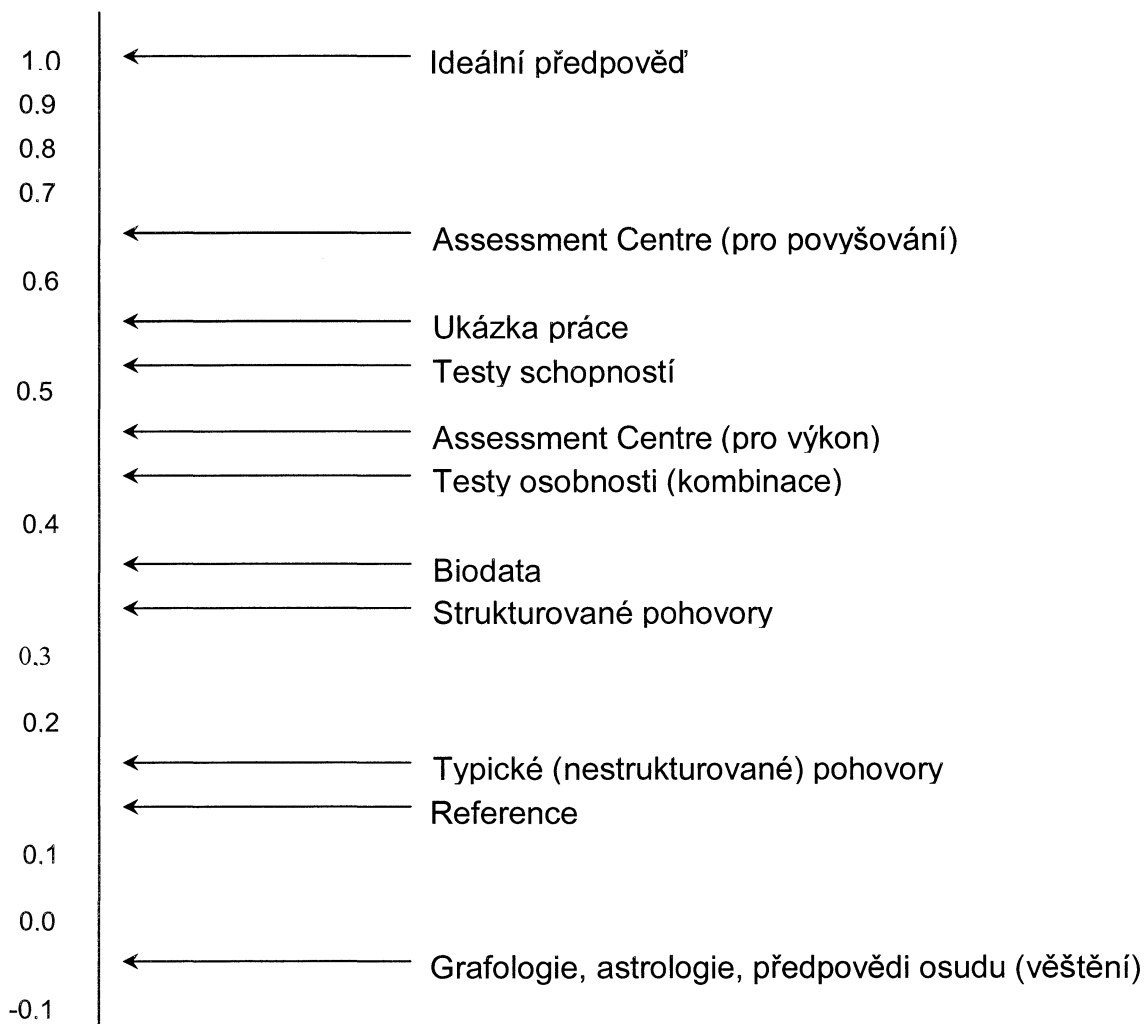 1.0 Ideální předpověď
0.9
0.8
0.7
Assessment Centre (pro povyšování)
0.6
Ukázka práce
Testy schopností
0.5
Assessment Centre (pro výkon)
Testy osobnosti (kombinace)
0.4
Biodata
Strukturované pohovory
0.3
0.2
Typické (nestrukturované) pohovory
Reference
0.1
0.0
Grafologie, astrologie, předpovědi osudu (věštění)
-0.1